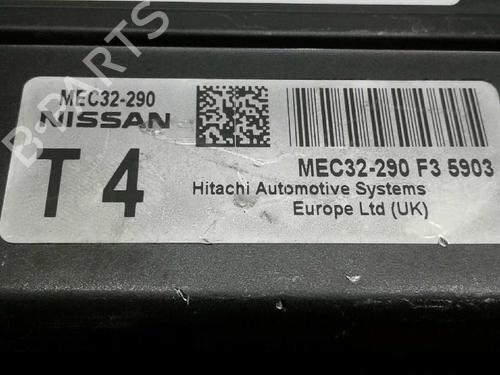 MEC32-290
NISSAN
T 4
MEC32-290 F3 5903
Hitachi Automotive Systems
Europe Ltd (UK)
B-PARTS